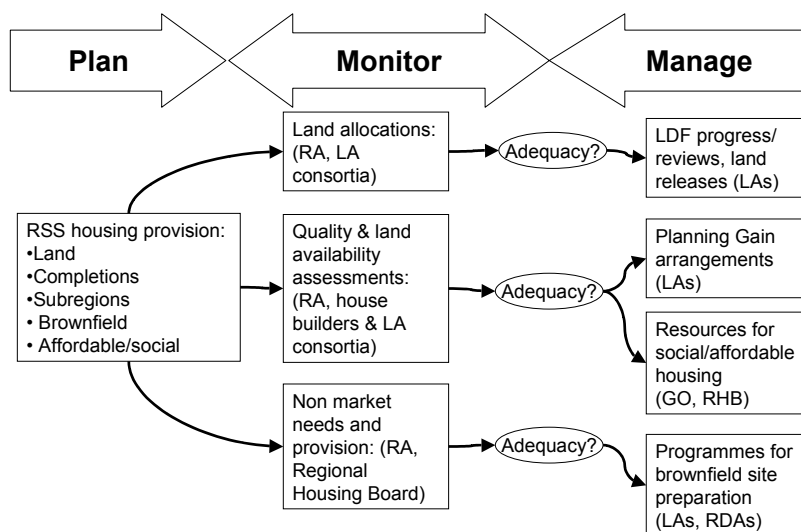 Plan
Monitor
Manage
RSS housing provision:
•Land
•Completions
•Subregions
• Brownfield
• Affordable/social
Land allocations:
(RA, LA
consortia)
Adequacy?
LDF progress/
reviews, land
releases (LAs)
Quality & land
availability
assessments:
(RA, house
builders & LA
consortia)
Adequacy?
Planning Gain
arrangements
(LAs)
Resources for
social/affordable
housing
(GO, RHB)
Non market
needs and
provision: (RA,
Regional
Housing Board)
Adequacy?
Programmes for
brownfield site
preparation
(LAs, RDAs)